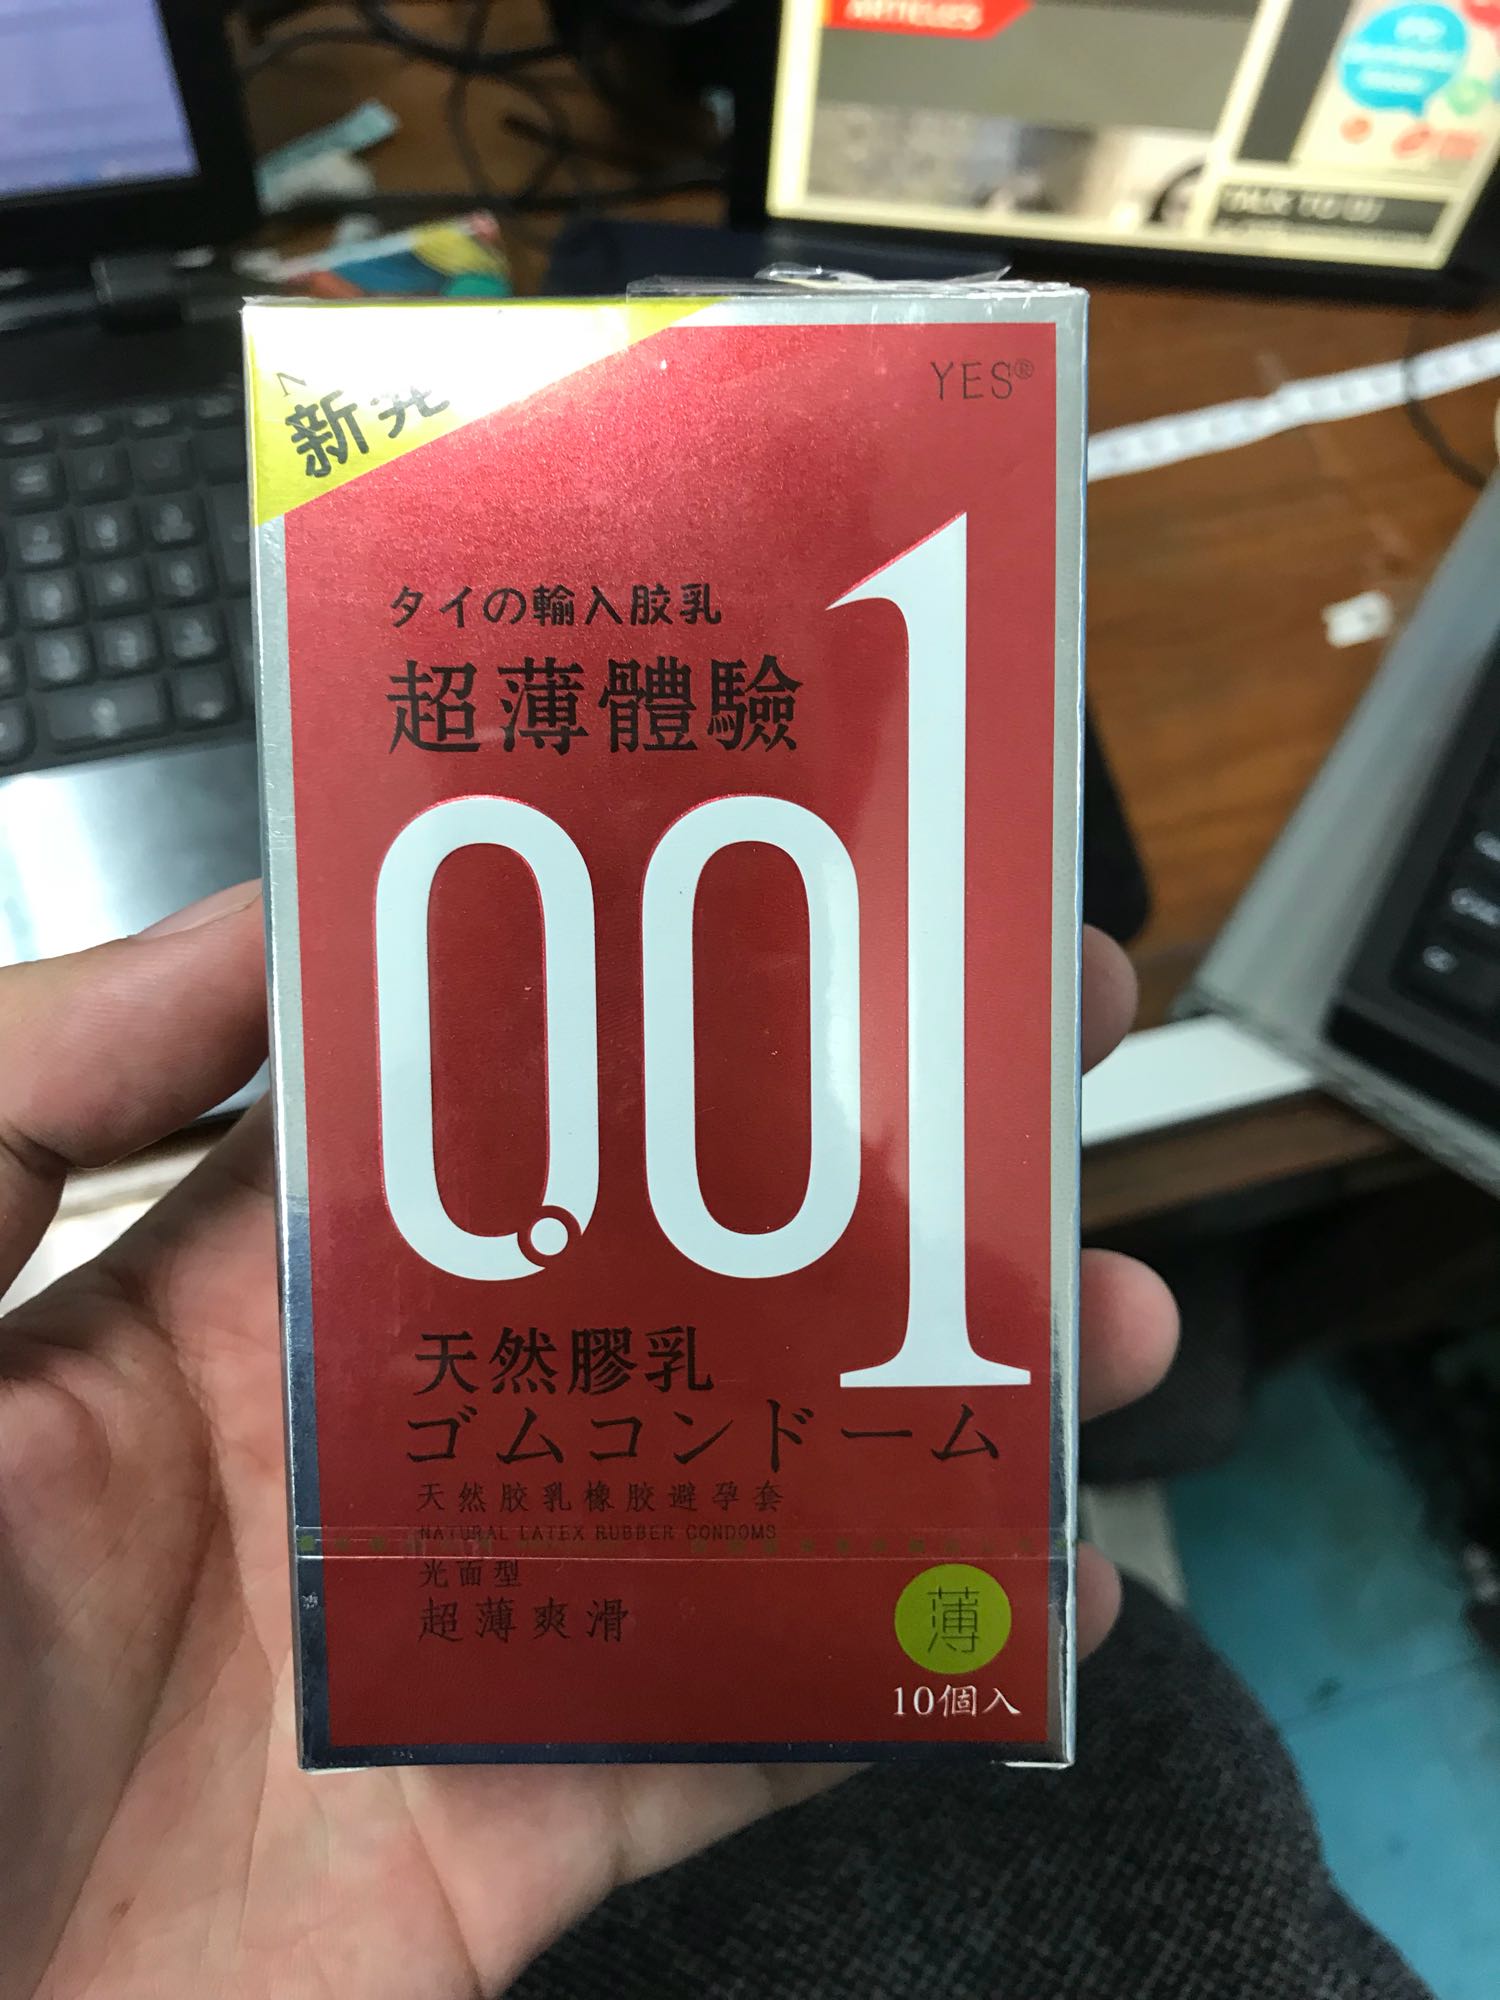 YES®
タイの輸入胶乳
超薄體驗
0.01
天然膠乳
ゴムコンドーム
天然胶乳橡胶避孕套
NATURAL LATEX RUBBER CONDOMS
光面型
超薄爽滑
薄
10個入
新